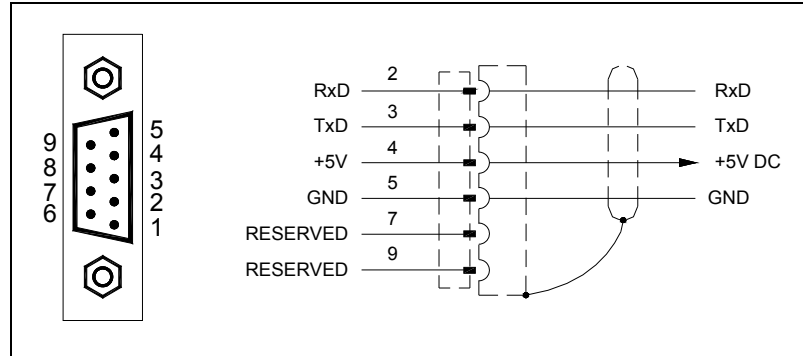 9
8
7
6
5
4
3
2
1
RxD 2 RxD
TxD 3 TxD
+5V 4 +5V DC
GND 5 GND
RESERVED 7
RESERVED 9